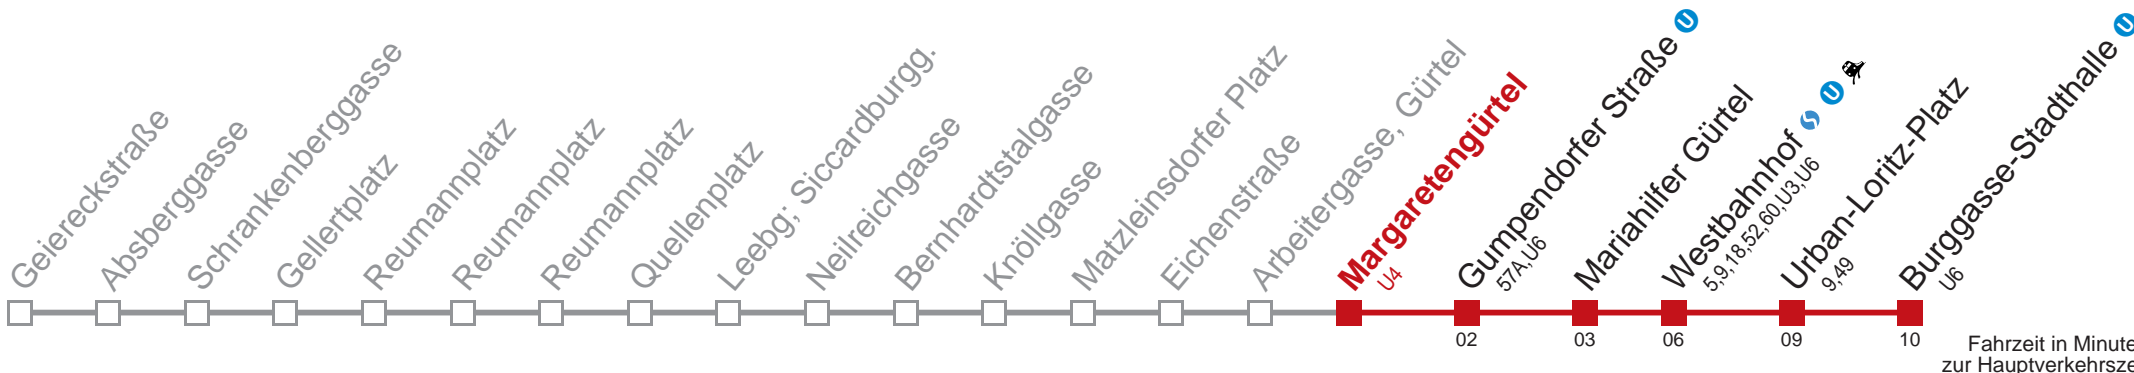 Geiereckstraße
Absberggasse
Schrankenberggasse
Gellertplatz
Reumannplatz
Reumannplatz
Reumannplatz
Quellenplatz
Leebg; Siccardburgg.
Neilreichgasse
Bernhardtstalgasse
Knöllgasse
Matzleinsdorfer Platz
Eichenstraße
Arbeitergasse, Gürtel
Margaretengürtel
U4
Gumpendorfer Straße U
57A,U6
02
Mariahilfer Gürtel
03
Westbahnhof S U
5,9,18,52,60,U3,U6
06
Urban-Loritz-Platz
9,49
09
Burggasse-Stadthalle U
U6
10
Fahrzeit in Minute
zur Hauptverkehrsze